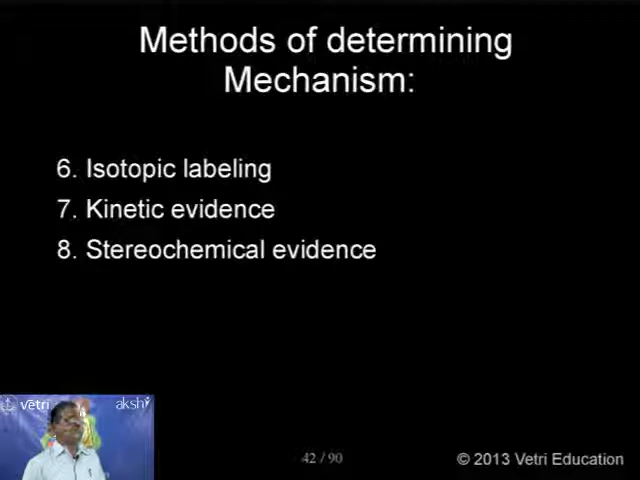 Methods of determining
Mechanism:
6. Isotopic labeling
7. Kinetic evidence
8. Stereochemical evidence
vetri
akshi
42 / 90
© 2013 Vetri Education